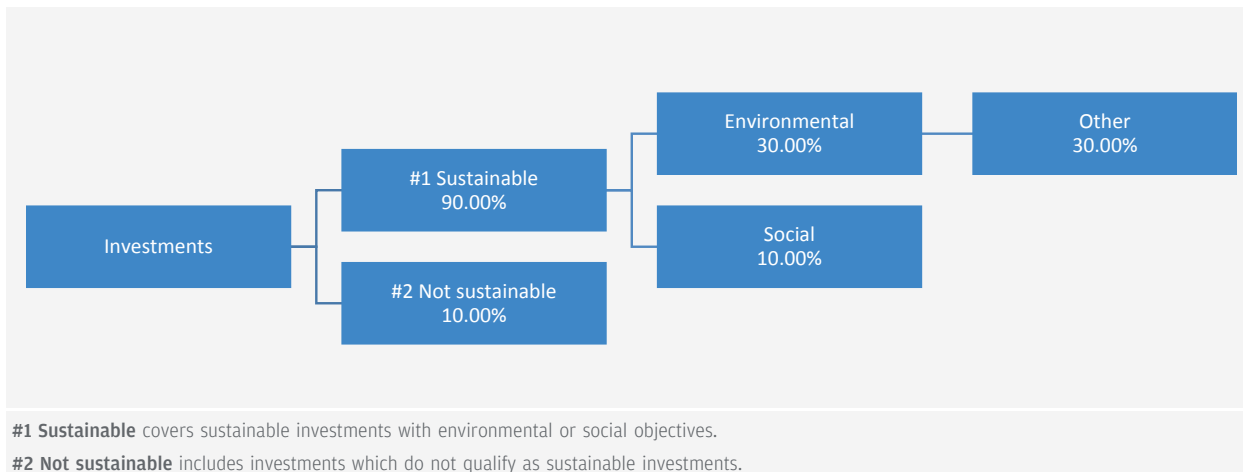 Investments
#1 Sustainable
90.00%
#2 Not sustainable
10.00%
Environmental
30.00%
Social
10.00%
Other
30.00%
#1 Sustainable covers sustainable investments with environmental or social objectives.
#2 Not sustainable includes investments which do not qualify as sustainable investments.